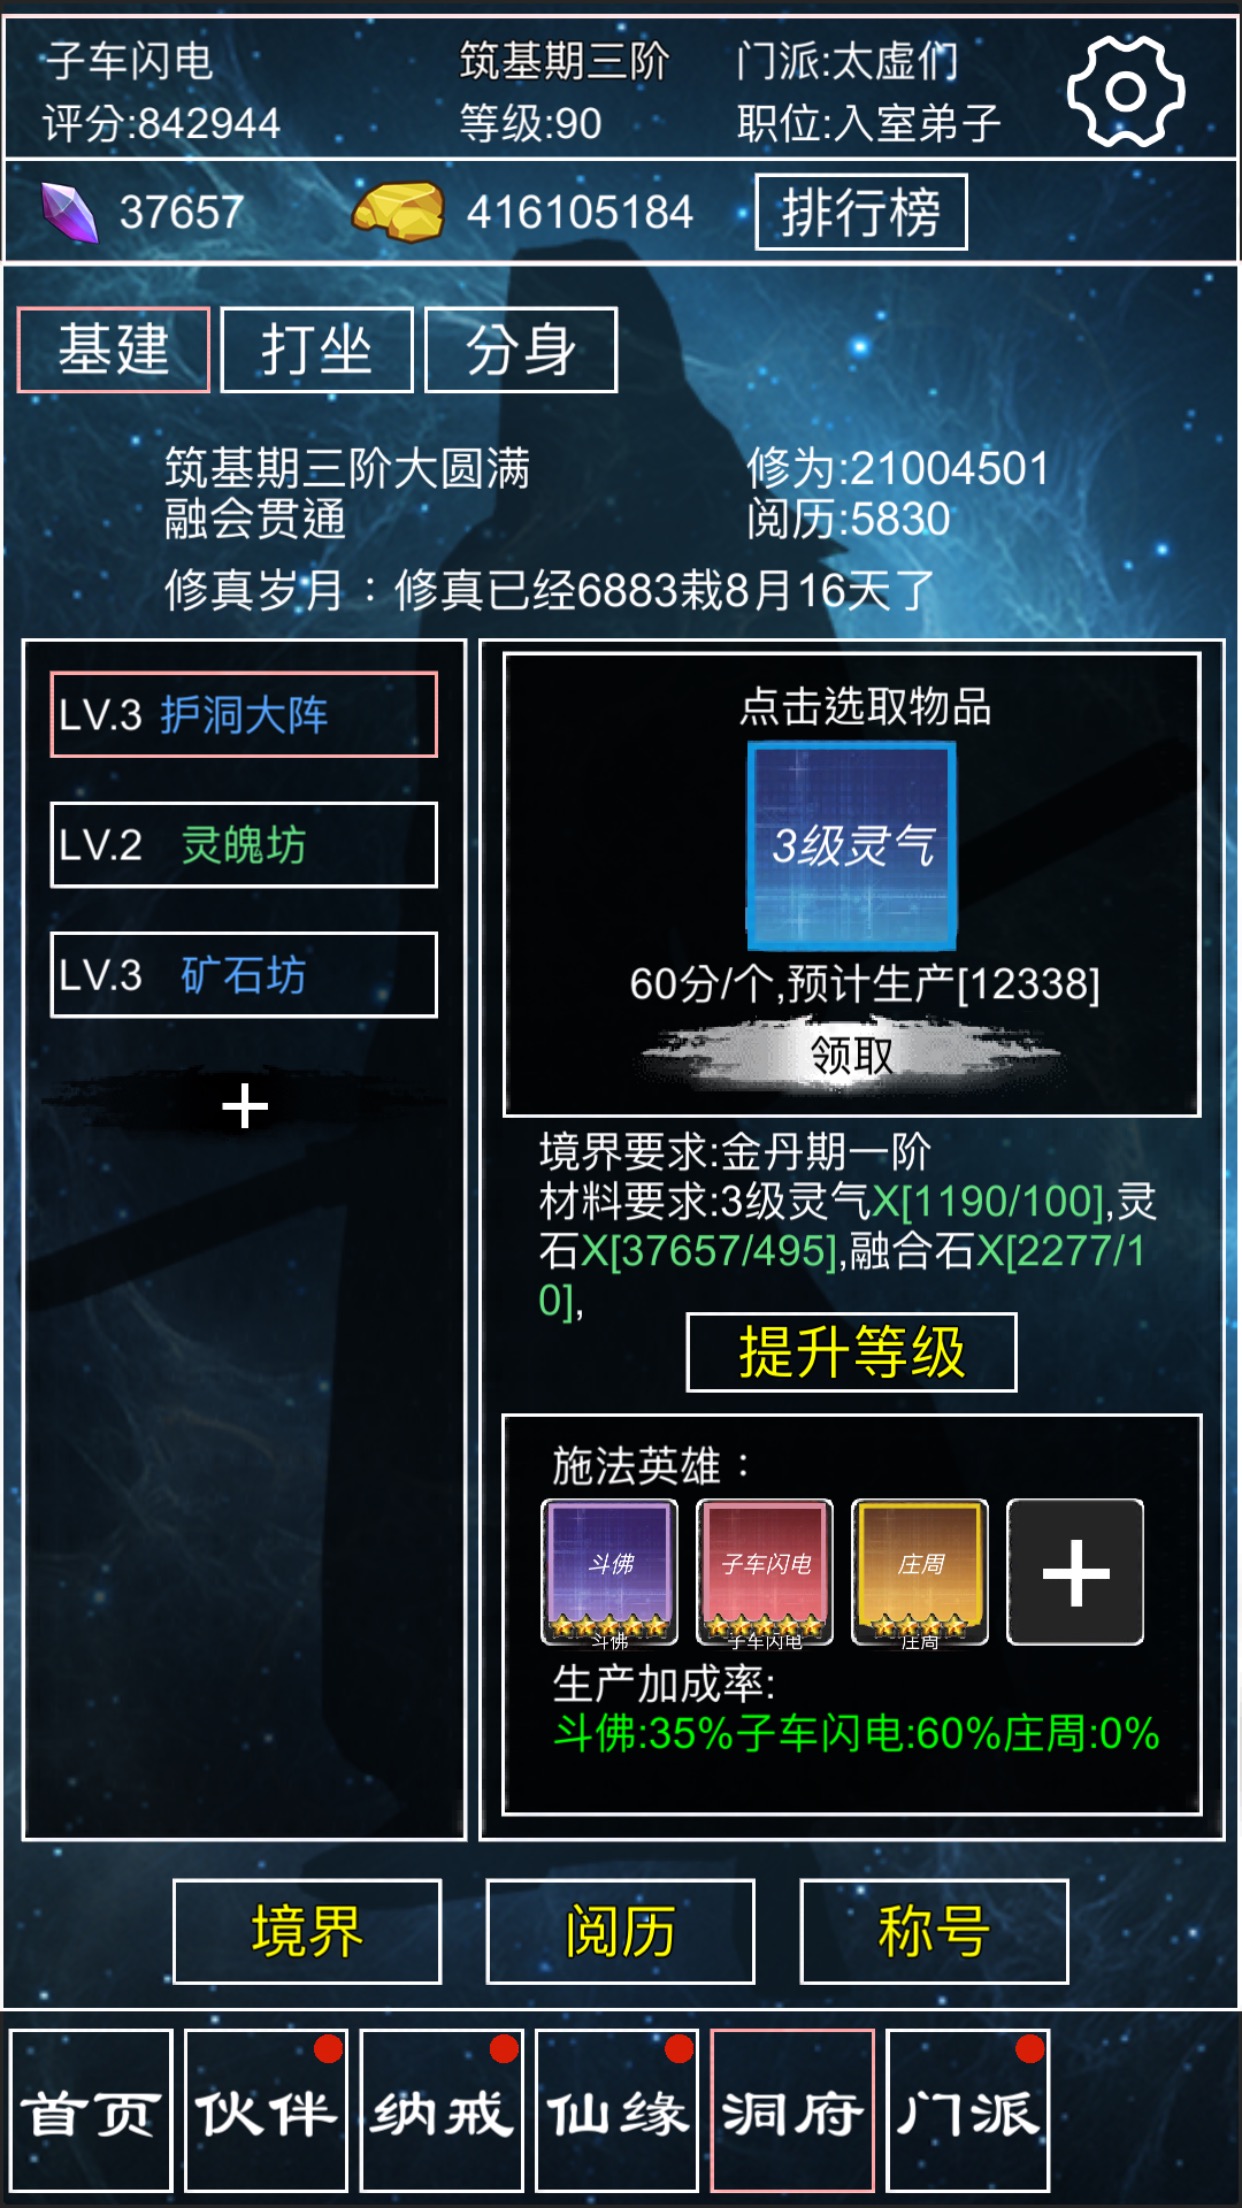 子车闪电 筑基期三阶 门派:太虚们
评分:842944 等级:90 职位:入室弟子
37657 416105184 排行榜
基建 打坐 分身
筑基期三阶大圆满 修为:21004501
融会贯通 阅历:5830
修真岁月：修真已经6883栽8月16天了
LV.3 护洞大阵
LV.2 灵魄坊
LV.3 矿石坊
+
点击选取物品
3级灵气
60分/个,预计生产[12338]
领取
境界要求:金丹期一阶
材料要求:3级灵气X[1190/100],灵
石X[37657/495],融合石X[2277/1
0],
提升等级
施法英雄：
斗佛 子车闪电 庄周 +
斗佛 子车闪电 庄周
生产加成率:
斗佛:35%子车闪电:60%庄周:0%
境界 阅历 称号
首页 伙伴 纳戒 仙缘 洞府 门派